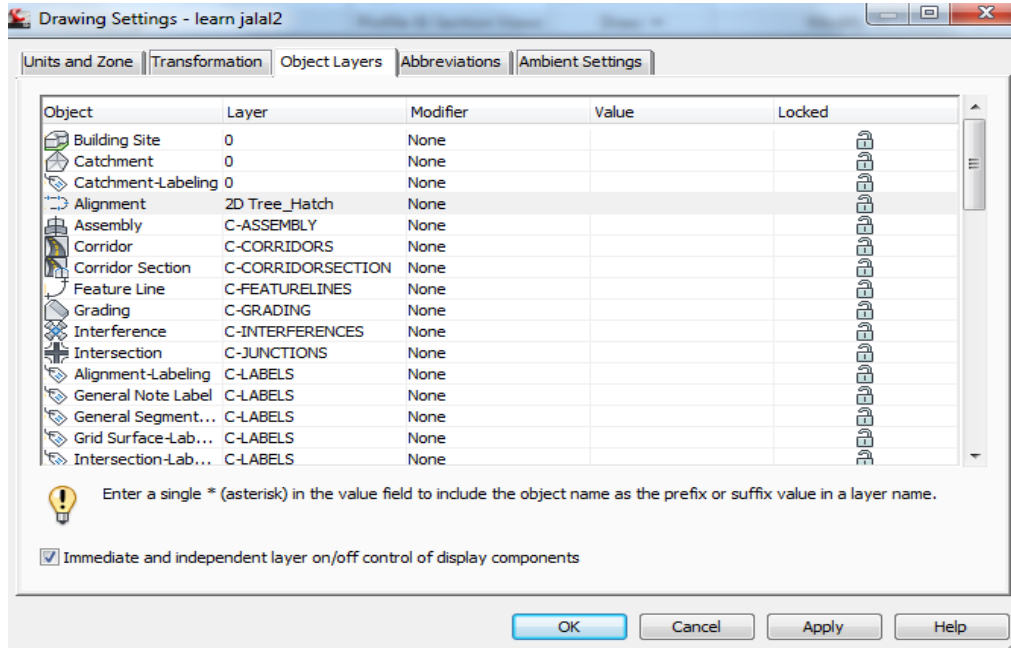 Drawing Settings - learn jalal2
Units and Zone Transformation Object Layers Abbreviations Ambient Settings
Object Layer Modifier Value Locked
Building Site 0 None
Catchment 0 None
Catchment-Labeling 0 None
Alignment 2D Tree_Hatch None
Assembly C-ASSEMBLY None
Corridor C-CORRIDORS None
Corridor Section C-CORRIDORSECTION None
Feature Line C-FEATURELINES None
Grading C-GRADING None
Interference C-INTERFERENCES None
Intersection C-JUNCTIONS None
Alignment-Labeling C-LABELS None
General Note Label C-LABELS None
General Segment... C-LABELS None
Grid Surface-Lab... C-LABELS None
Intersection-Lab... C-LABELS None
Enter a single * (asterisk) in the value field to include the object name as the prefix or suffix value in a layer name.
Immediate and independent layer on/off control of display components
OK Cancel Apply Help